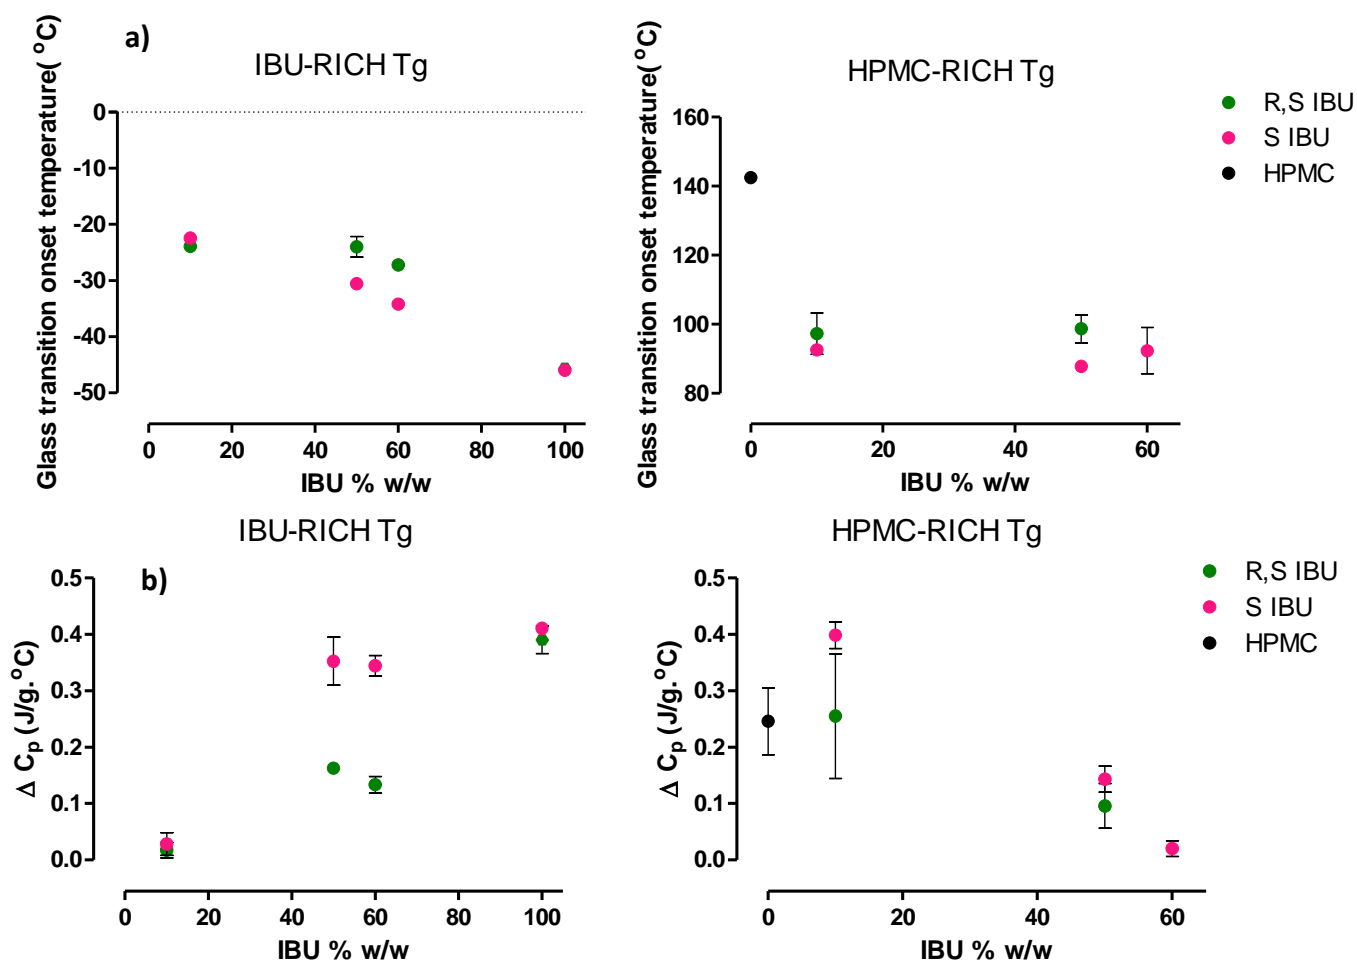 a)
IBU-RICH Tg
Glass transition onset temperature( °C)
0
-10
-20
-30
-40
-50
0 20 40 60 80 100
IBU % w/w
HPMC-RICH Tg
Glass transition onset temperature(°C)
160
140
120
100
80
0 20 40 60
IBU % w/w
R,S IBU
S IBU
HPMC
b)
IBU-RICH Tg
Δ Cp (J/g.°C)
0.5
0.4
0.3
0.2
0.1
0.0
0 20 40 60 80 100
IBU % w/w
HPMC-RICH Tg
Δ Cp (J/g.°C)
0.5
0.4
0.3
0.2
0.1
0.0
0 20 40 60
IBU % w/w
R,S IBU
S IBU
HPMC